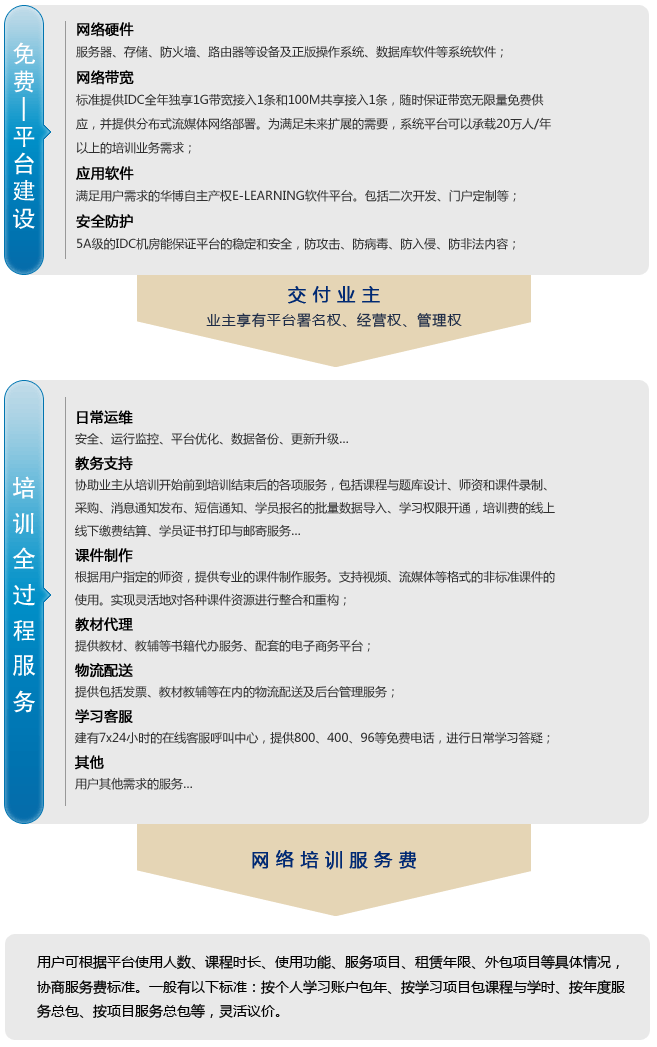 免费—平台建设
网络硬件
服务器、存储、防火墙、路由器等设备及正版操作系统、数据库软件等系统软件；
网络带宽
标准提供IDC全年独享1G带宽接入1条和100M共享接入1条，随时保证带宽无限量免费供
应，并提供分布式流媒体网络部署。为满足未来扩展的需要，系统平台可以承载20万人/年
以上的培训业务需求；
应用软件
满足用户需求的华博自主产权E-LEARNING软件平台。包括二次开发、门户定制等；
安全防护
5A级的IDC机房能保证平台的稳定和安全，防攻击、防病毒、防入侵、防非法内容；
交付业主
业主享有平台署名权、经营权、管理权
培训全过程服务
日常运维
安全、运行监控、平台优化、数据备份、更新升级...
教务支持
协助业主从培训开始前到培训结束后的各项服务，包括课程与题库设计、师资和课件录制、
采购、消息通知发布、短信通知、学员报名的批量数据导入、学习权限开通，培训费的线上
线下缴费结算、学员证书打印与邮寄服务...
课件制作
根据用户指定的师资，提供专业的课件制作服务。支持视频、流媒体等格式的非标准课件的
使用。实现灵活地对各种课件资源进行整合和重构；
教材代理
提供教材、教辅等书籍代办服务、配套的电子商务平台；
物流配送
提供包括发票、教材教辅等在内的物流配送及后台管理服务；
学习客服
建有7x24小时的在线客服呼叫中心，提供800、400、96等免费电话，进行日常学习答疑；
其他
用户其他需求的服务...
网络培训服务费
用户可根据平台使用人数、课程时长、使用功能、服务项目、租赁年限、外包项目等具体情况，
协商服务费标准。一般有以下标准：按个人学习账户包年、按学习项目包课程与学时、按年度服
务总包、按项目服务总包等，灵活议价。